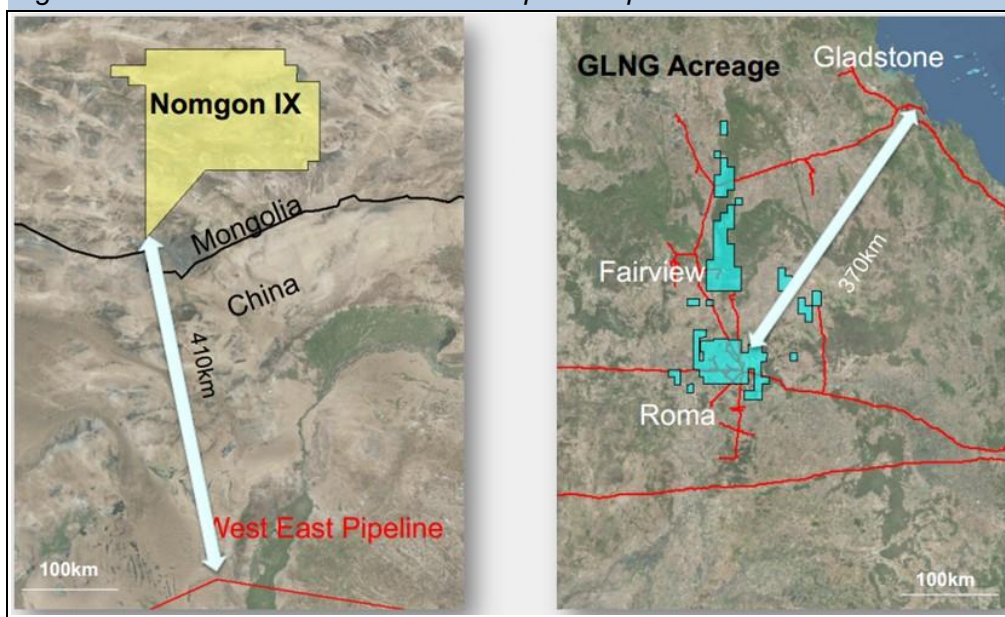 Nomgon IX
Mongolia
China
410km
West East Pipeline
100km
GLNG Acreage
Gladstone
Fairview
370km
Roma
100km